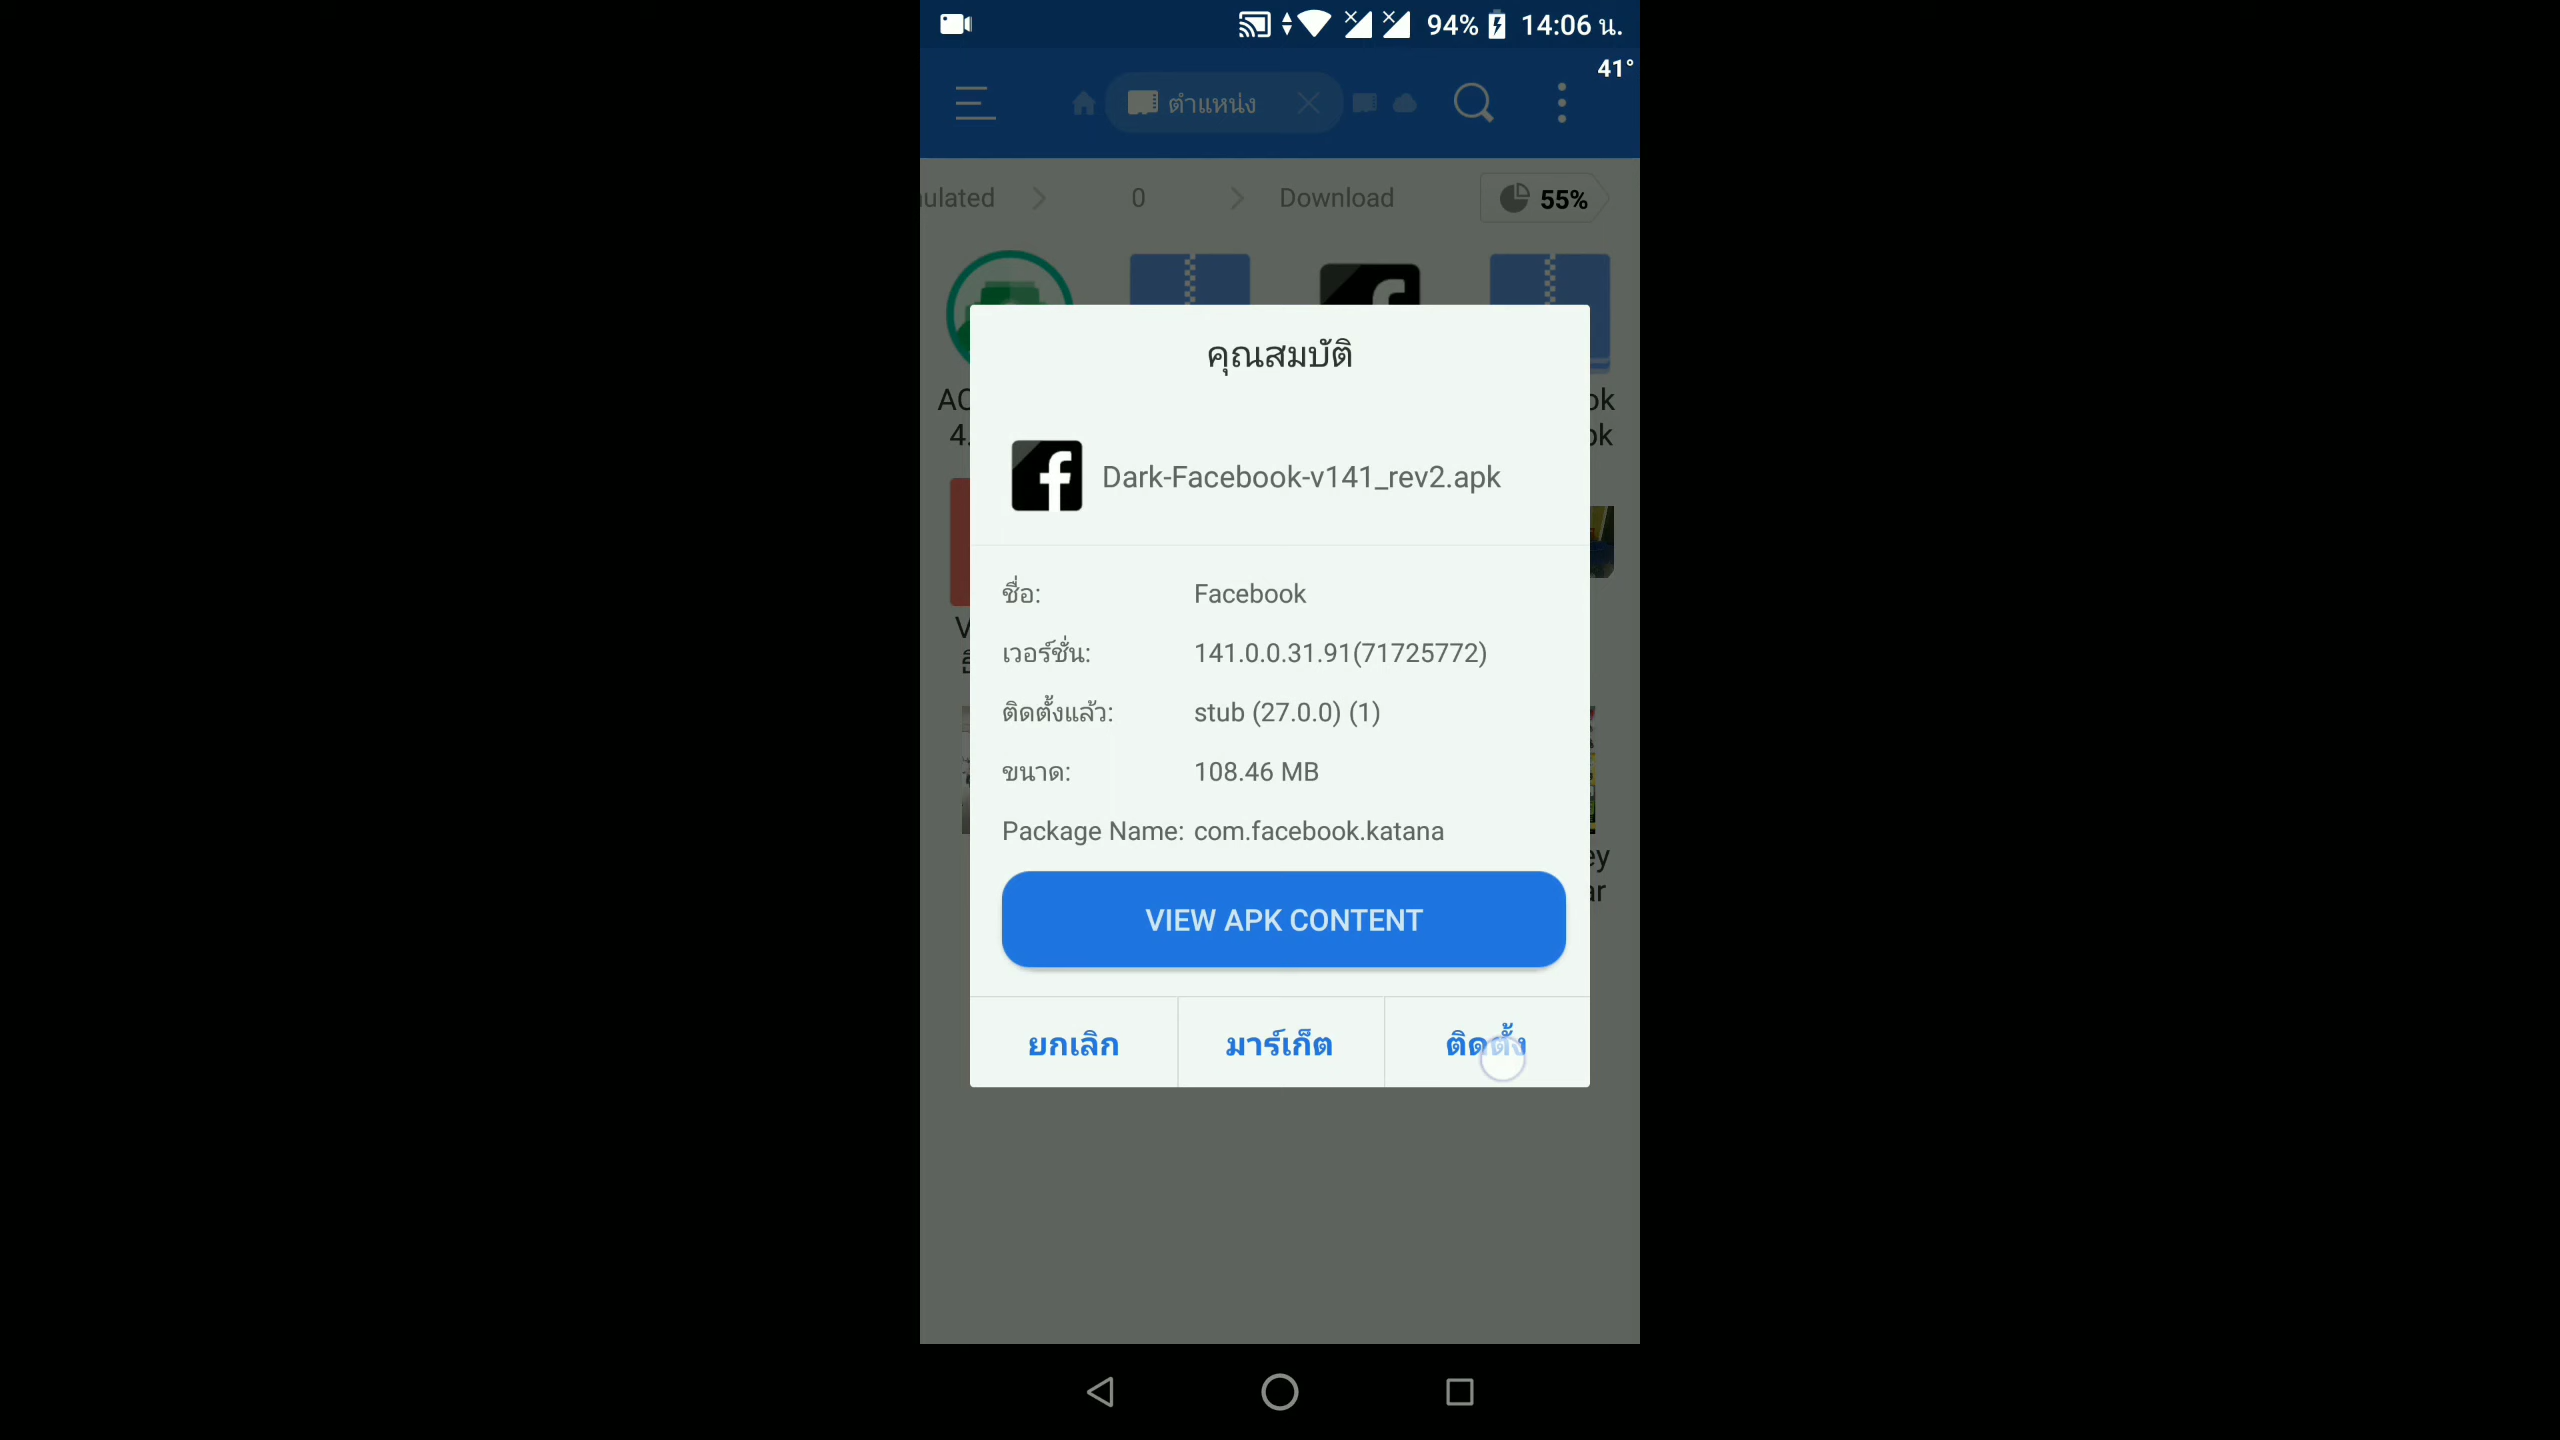 94% 14:06 น.
41°
ตำแหน่ง
ulated 0 Download 55%
คุณสมบัติ
Dark-Facebook-v141_rev2.apk
ชื่อ: Facebook
เวอร์ชั่น: 141.0.0.31.91(71725772)
ติดตั้งแล้ว: stub (27.0.0) (1)
ขนาด: 108.46 MB
Package Name: com.facebook.katana
VIEW APK CONTENT
ยกเลิก มาร์เก็ต ติดตั้ง